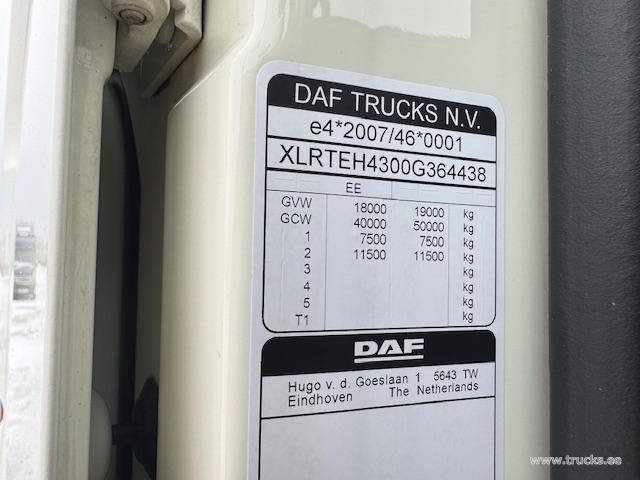 DAF TRUCKS N.V.
e4*2007/46*0001
XLRTEH4300G364438
EE
GVW 18000 19000 kg
GCW 40000 50000 kg
1 7500 7500 kg
2 11500 11500 kg
3 kg
4 kg
5 kg
T1 kg
DAF
Hugo v. d. Goeslaan 1 5643 TW
Eindhoven The Netherlands
www.trucks.ee